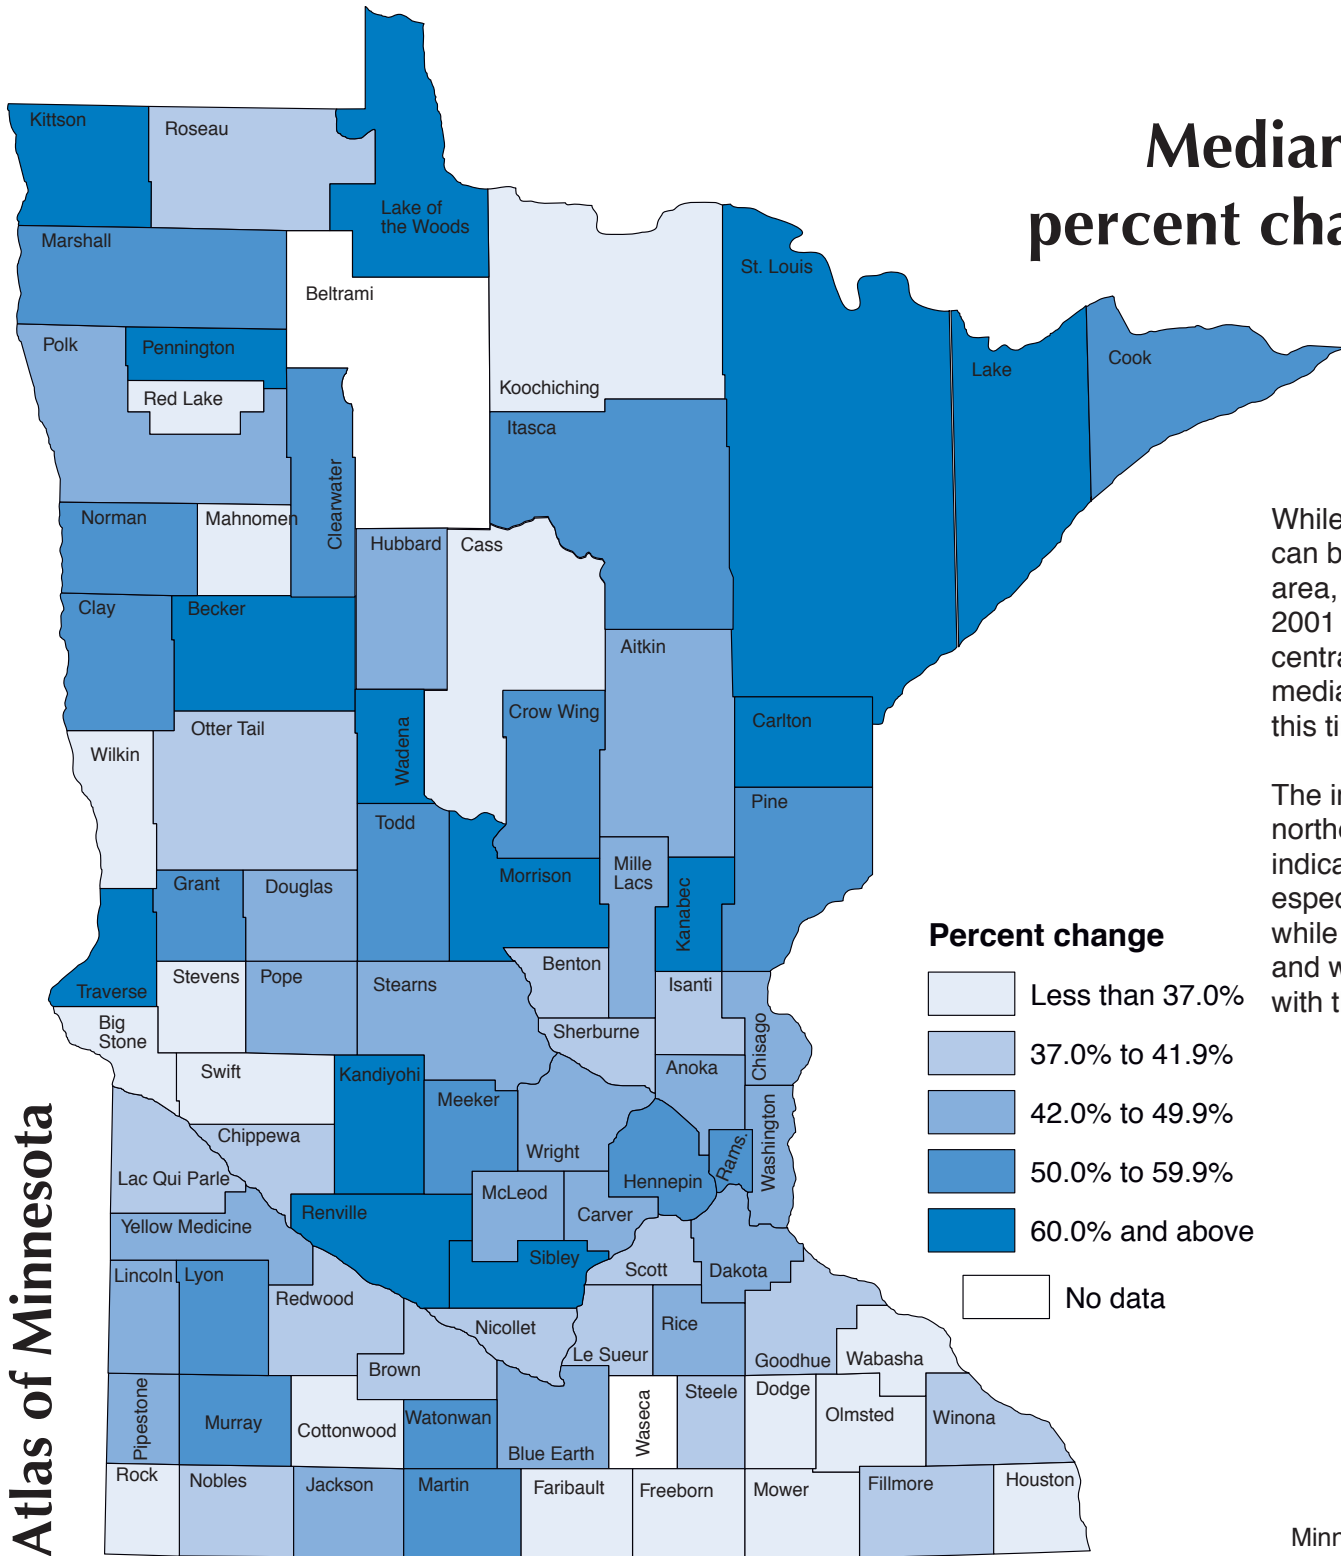 Median
percent cha
Kittson
Roseau
Lake of
the Woods
Marshall
Beltrami
St. Louis
Polk
Pennington
Red Lake
Koochiching
Lake
Cook
Itasca
Clearwater
Norman
Mahnomen
Hubbard
Cass
Clay
Becker
Aitkin
Otter Tail
Wadena
Crow Wing
Carlton
Wilkin
Todd
Pine
Grant
Douglas
Morrison
Mille
Lacs
Kanabec
Traverse
Stevens
Pope
Stearns
Benton
Isanti
Big
Stone
Sherburne
Chisago
Swift
Kandiyohi
Anoka
Meeker
Chippewa
Wright
Washington
Rams.
Lac Qui Parle
Hennepin
McLeod
Carver
Yellow Medicine
Renville
Sibley
Scott
Dakota
Lincoln
Lyon
Redwood
Nicollet
Rice
Le Sueur
Goodhue
Wabasha
Brown
Pipestone
Murray
Cottonwood
Watonwan
Blue Earth
Waseca
Steele
Dodge
Olmsted
Winona
Rock
Nobles
Jackson
Martin
Faribault
Freeborn
Mower
Fillmore
Houston
While
can b
area,
2001
centra
media
this ti
The in
northe
indica
espec
while
and w
with t
Percent change
Less than 37.0%
37.0% to 41.9%
42.0% to 49.9%
50.0% to 59.9%
60.0% and above
No data
Atlas of Minnesota
Minn